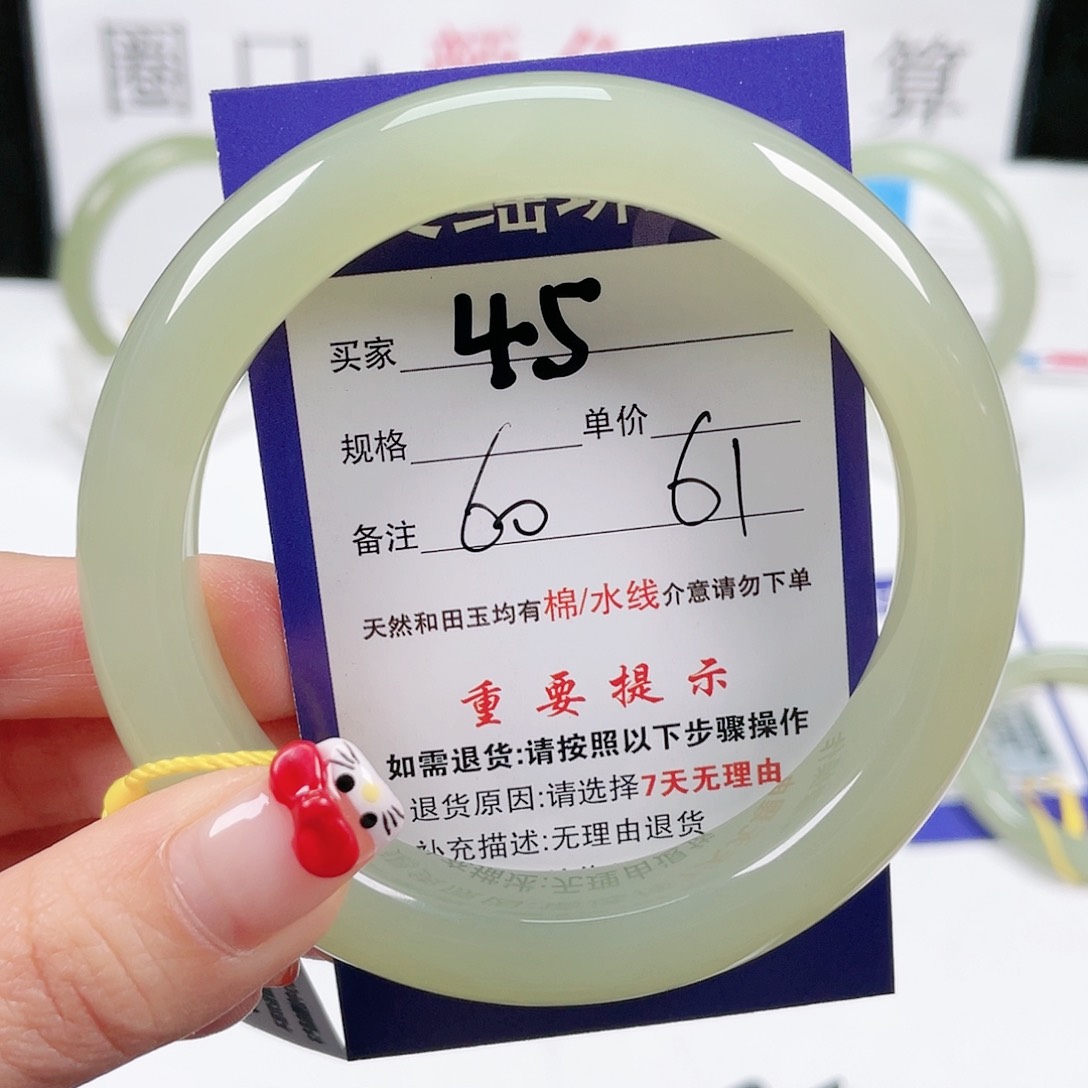 圈口
算
买家 45
规格 单价
备注 60 61
天然和田玉均有棉/水线介意请勿下单
重要提示
如需退货:请按照以下步骤操作
退货原因:请选择7天无理由
补充描述:无理由退货